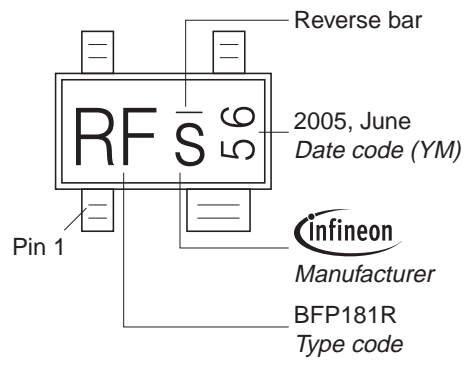 Reverse bar
RF s 56
2005, June
Date code (YM)
Pin 1
infineon
Manufacturer
BFP181R
Type code